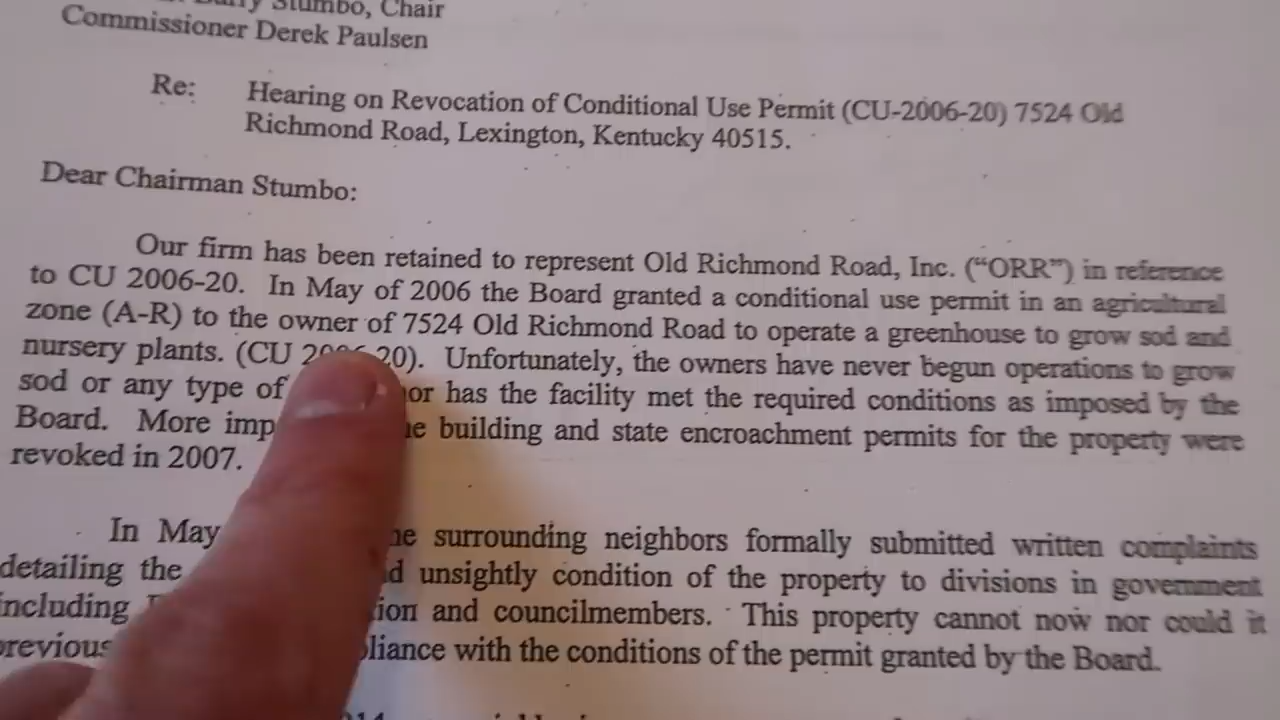 Stumbo, Chair
Commissioner Derek Paulsen
Re: Hearing on Revocation of Conditional Use Permit (CU-2006-20) 7524 Old
Richmond Road, Lexington, Kentucky 40515.
Dear Chairman Stumbo:
Our firm has been retained to represent Old Richmond Road, Inc. (“ORR”) in reference
to CU 2006-20. In May of 2006 the Board granted a conditional use permit in an agricultural
zone (A-R) to the owner of 7524 Old Richmond Road to operate a greenhouse to grow sod and
nursery plants. (CU 2006-20). Unfortunately, the owners have never begun operations to grow
sod or any type of or has the facility met the required conditions as imposed by the
Board. More imp e building and state encroachment permits for the property were
revoked in 2007.
In May he surrounding neighbors formally submitted written complaints
detailing the d unsightly condition of the property to divisions in government
including ion and councilmembers. This property cannot now nor could it
previous liance with the conditions of the permit granted by the Board.